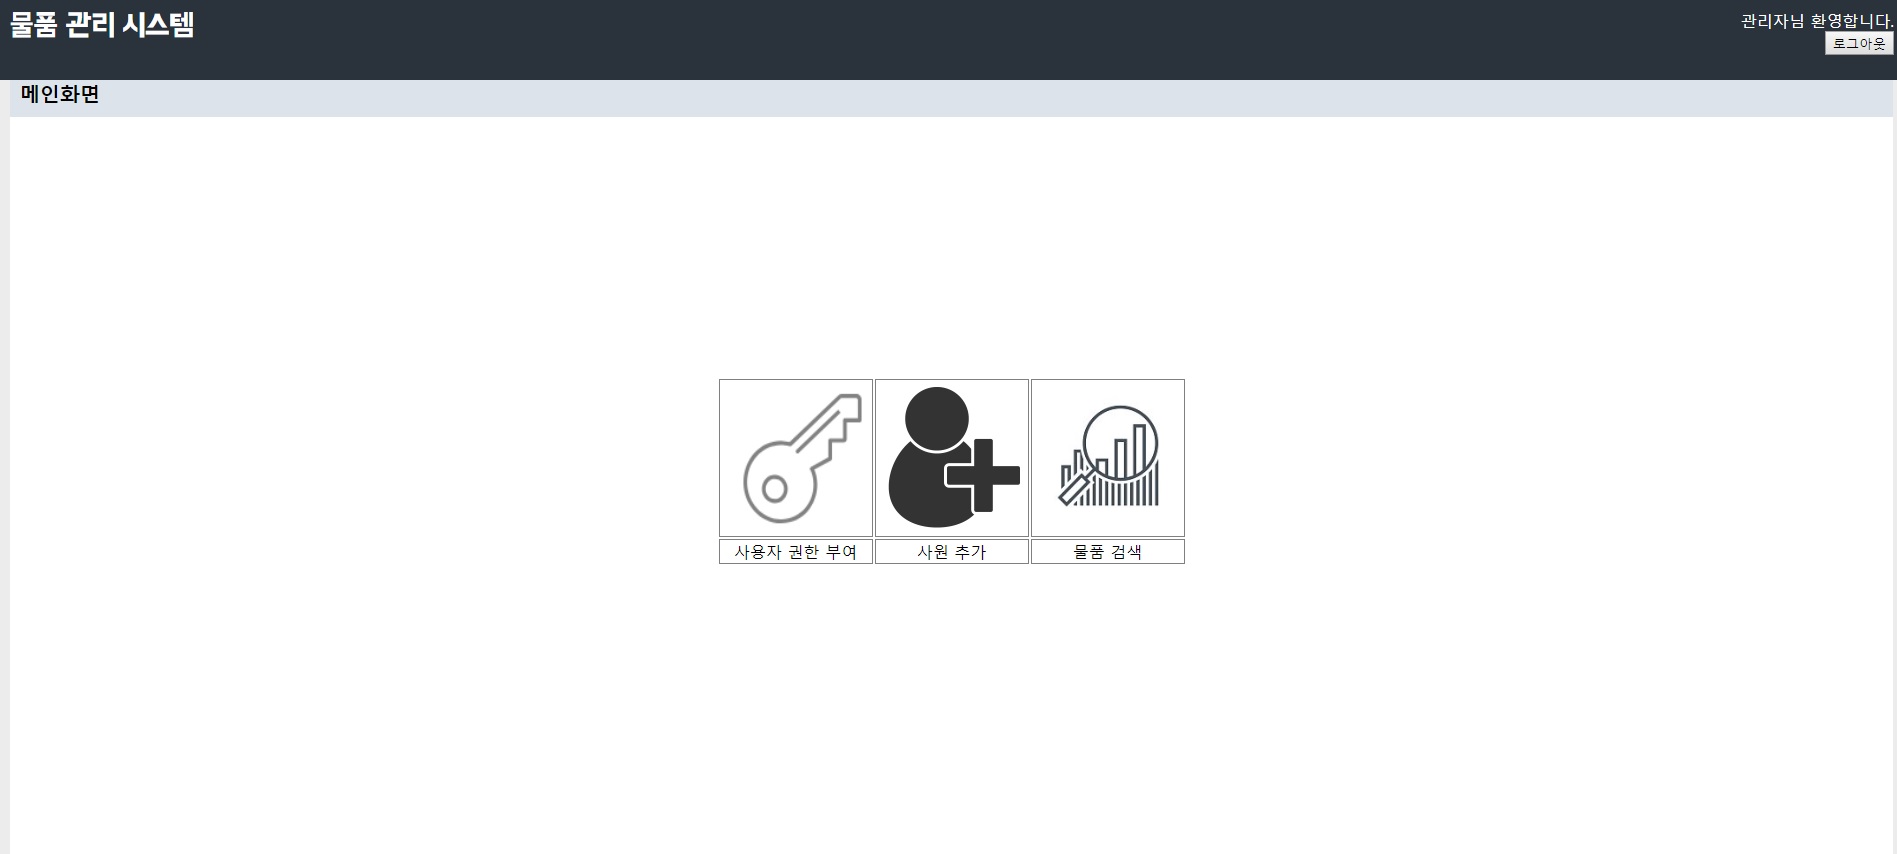 물품 관리 시스템
관리자님 환영합니다.
로그아웃
메인화면
사용자 권한 부여
사원 추가
물품 검색